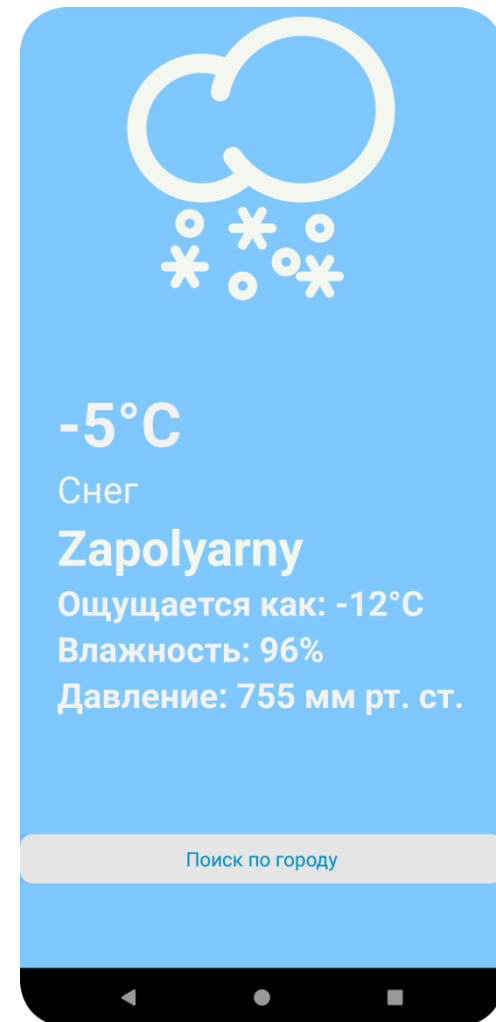 -5°C
Снег
Zapolyarny
Ощущается как: -12°C
Влажность: 96%
Давление: 755 мм рт. ст.
Поиск по городу